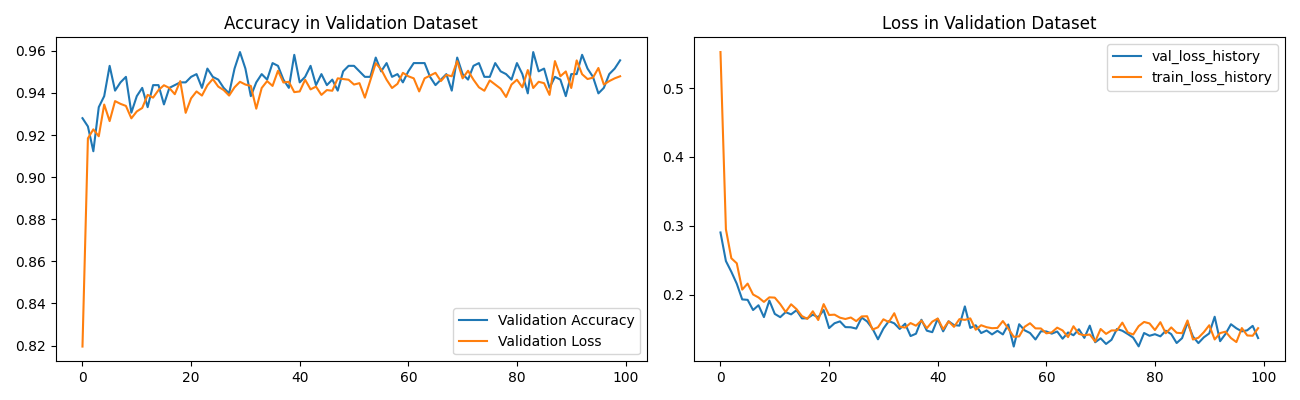 Accuracy in Validation Dataset
0.96
0.94
0.92
0.90
0.88
0.86
0.84
0.82
0 20 40 60 80 100
Validation Accuracy
Validation Loss
Loss in Validation Dataset
0.5
0.4
0.3
0.2
0 20 40 60 80 100
val_loss_history
train_loss_history